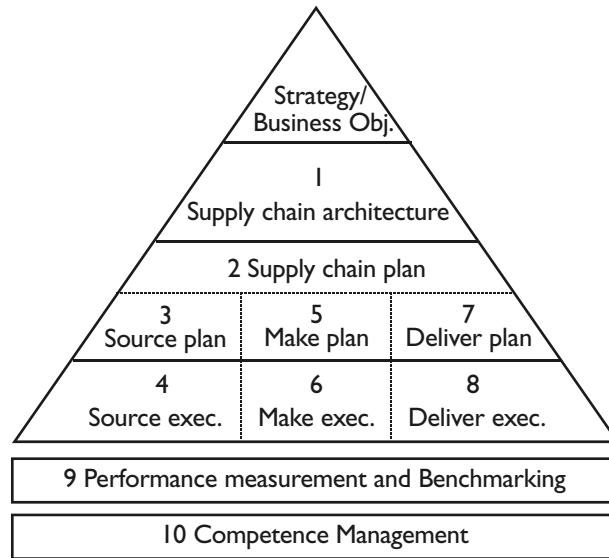 Strategy/
Business Obj.
1
Supply chain architecture
2 Supply chain plan
3 5 7
Source plan Make plan Deliver plan
4 6 8
Source exec. Make exec. Deliver exec.
9 Performance measurement and Benchmarking
10 Competence Management